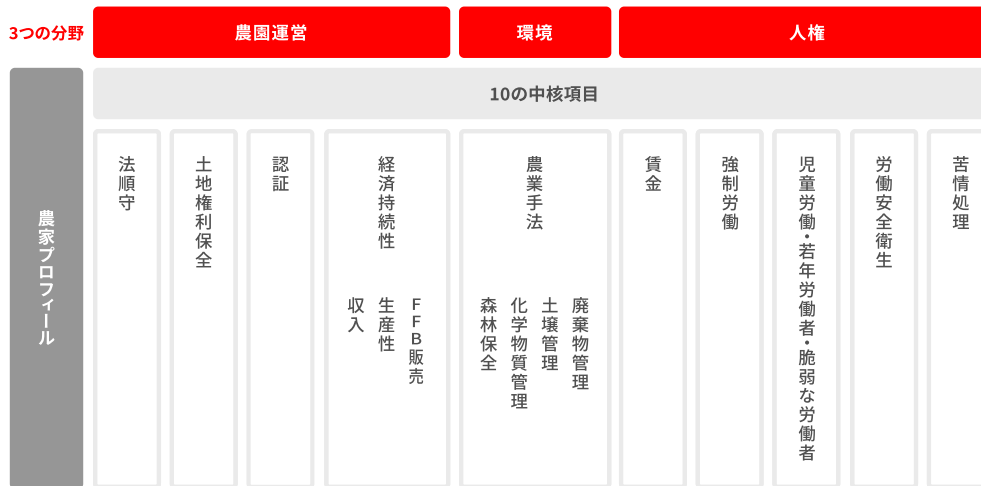 3つの分野
農園運営
環境
人権
農家プロフィール
10の中核項目
法順守
土地権利保全
認証
経済持続性
収入
生産性
FFB販売
農業手法
森林保全
化学物質管理
土壌管理
廃棄物管理
賃金
強制労働
児童労働・若年労働者・脆弱な労働者
労働安全衛生
苦情処理